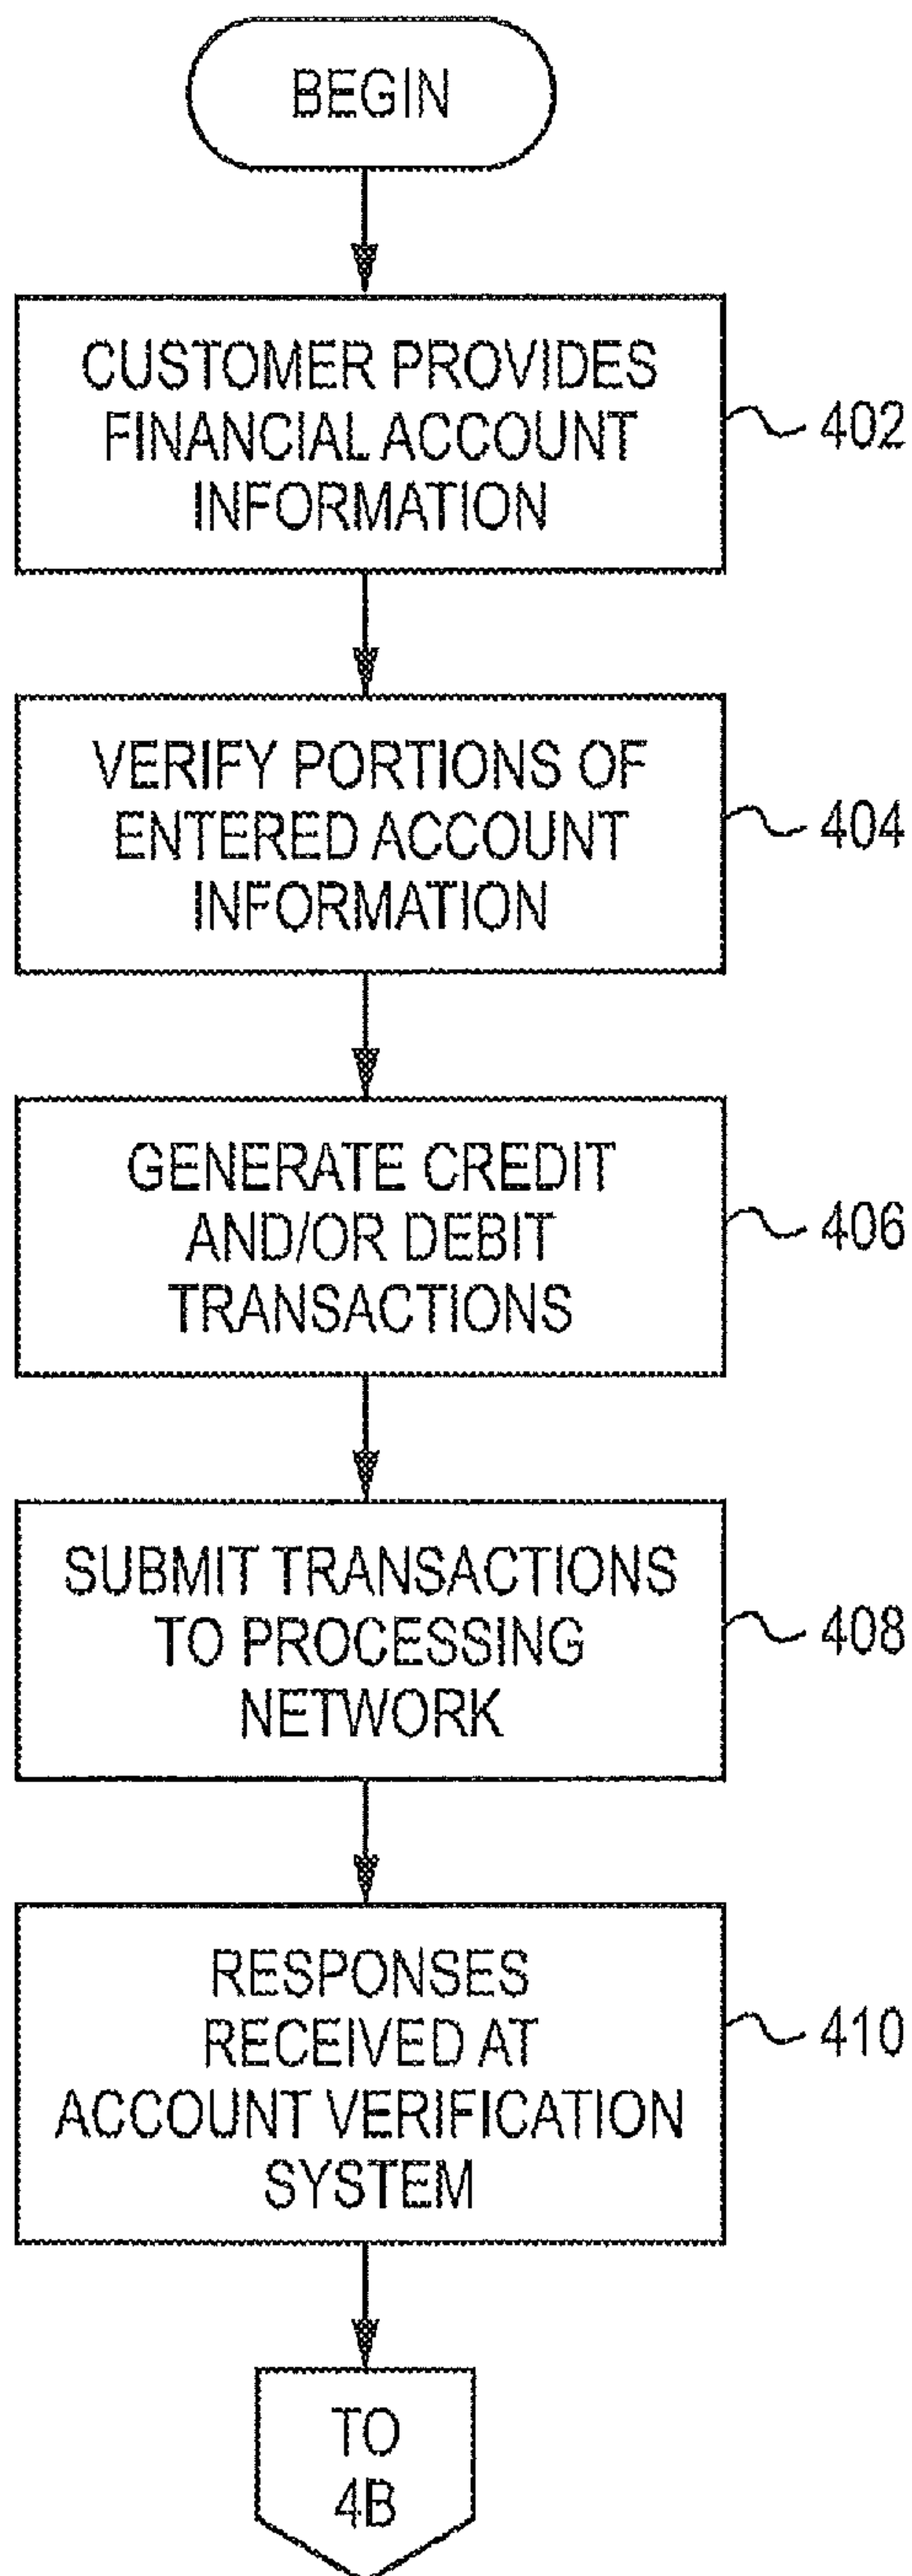 BEGIN
CUSTOMER PROVIDES
FINANCIAL ACCOUNT
INFORMATION
402
VERIFY PORTIONS OF
ENTERED ACCOUNT
INFORMATION
404
GENERATE CREDIT
AND/OR DEBIT
TRANSACTIONS
406
SUBMIT TRANSACTIONS
TO PROCESSING
NETWORK
408
RESPONSES
RECEIVED AT
ACCOUNT VERIFICATION
SYSTEM
410
TO
4B